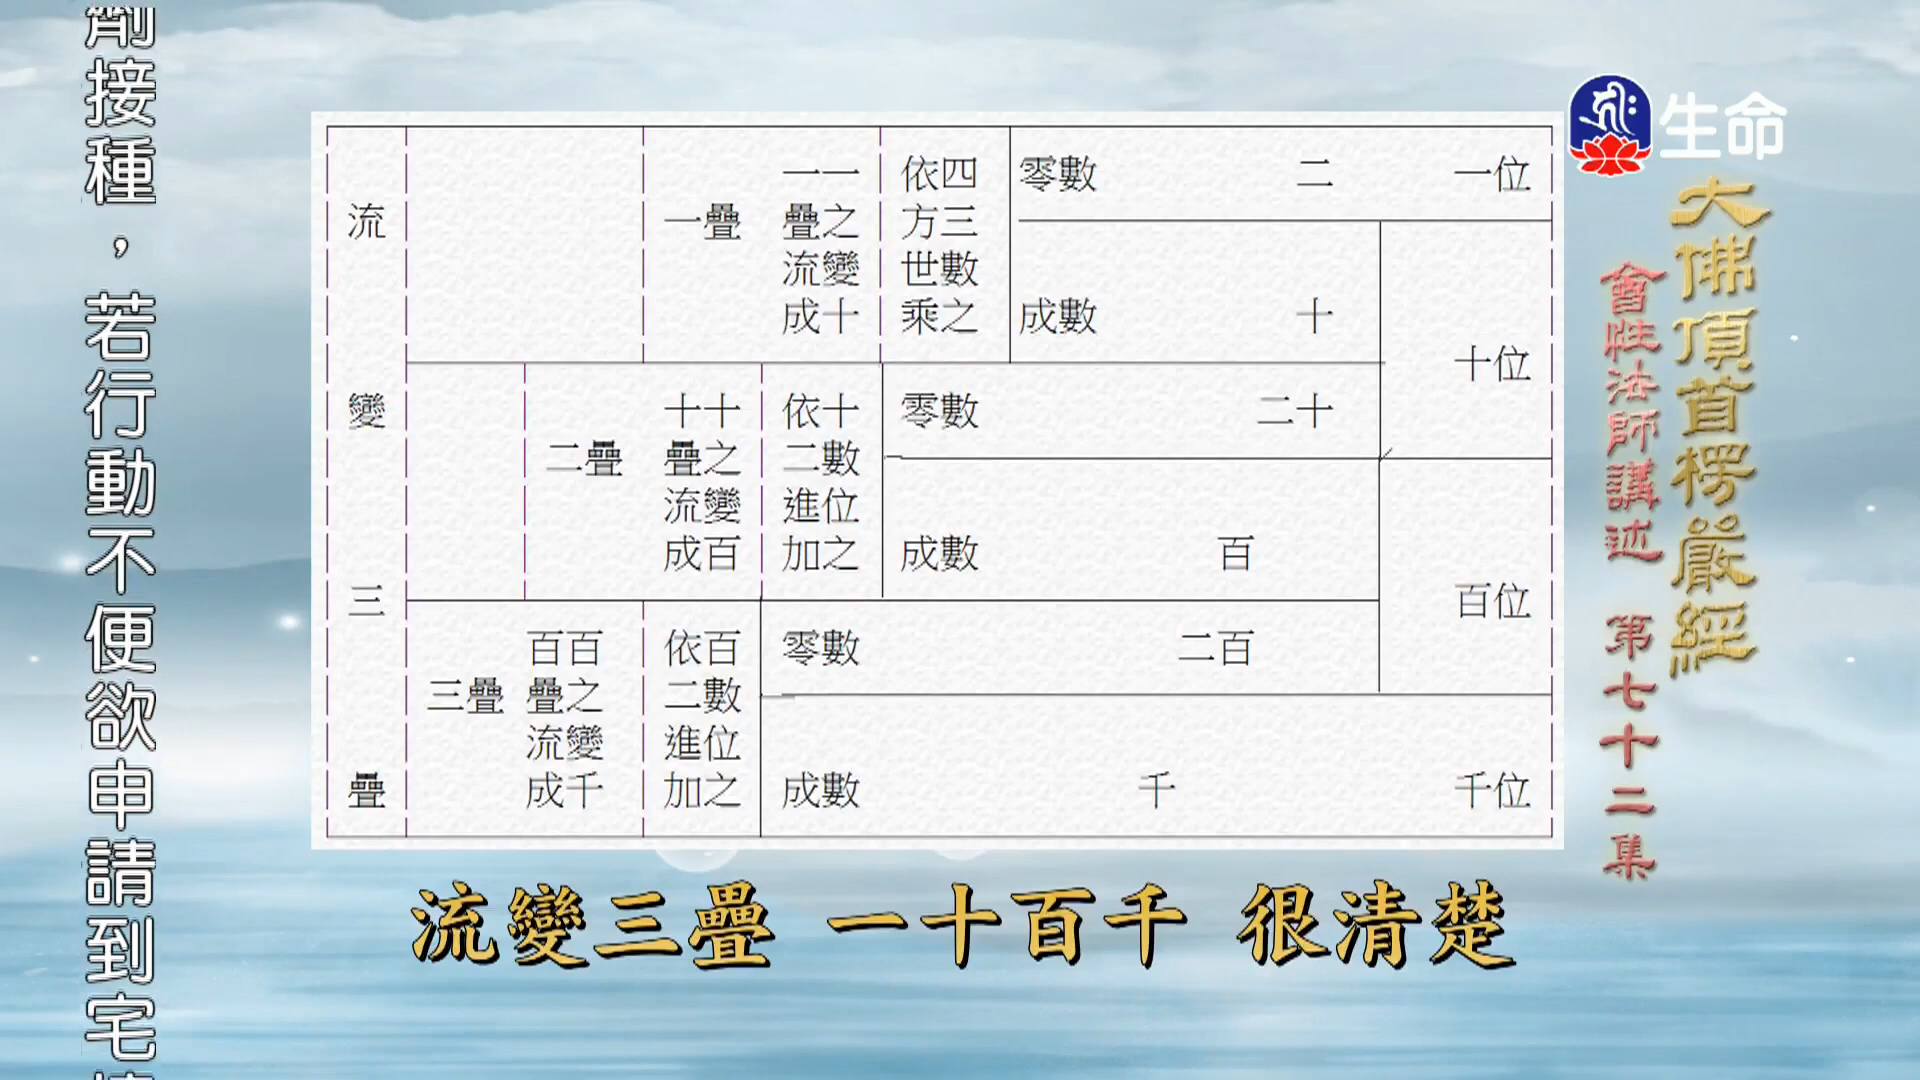 劑接種，若行動不便欲申請到宅
生命
大佛頂首楞嚴經
會性法師講述 第七十二集
流變三疊
一一 依四 零數 二 一位
一疊 疊之 方三
流變 世數
成十 乘之 成數 十
十位
十十 依十 零數 二十
二疊 疊之 二數
流變 進位
成百 加之 成數 百
百位
百百 依百 零數 二百
三疊 疊之 二數
流變 進位
成千 加之 成數 千 千位
流變三疊 一十百千 很清楚